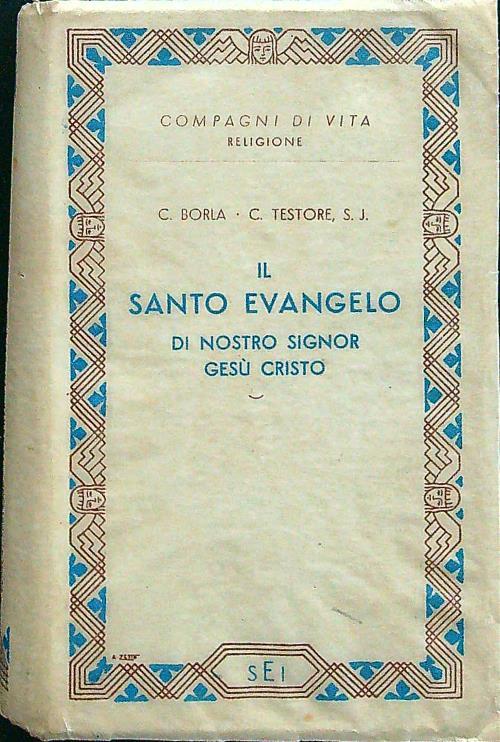 COMPAGNI DI VITA
RELIGIONE
C. BORLA · C. TESTORE, S. J.
IL
SANTO EVANGELO
DI NOSTRO SIGNOR
GESÙ CRISTO
SEI